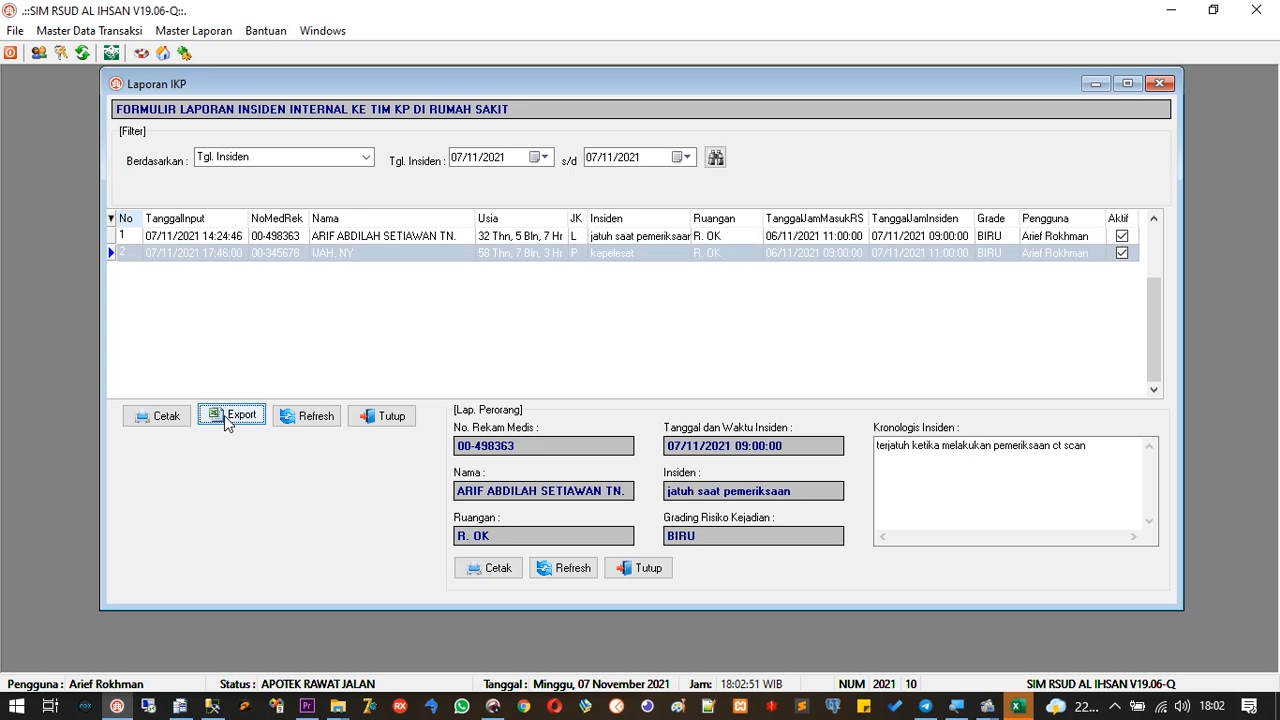 .::SIM RSUD AL IHSAN V19.06-Q::.
File Master Data Transaksi Master Laporan Bantuan Windows
Laporan IKP
FORMULIR LAPORAN INSIDEN INTERNAL KE TIM KP DI RUMAH SAKIT
[Filter]
Berdasarkan : Tgl. Insiden Tgl. Insiden : 07/11/2021 s/d 07/11/2021
No TanggalInput NoMedRek Nama Usia JK Insiden Ruangan TanggalJamMasukRS TanggalJamInsiden Grade Pengguna Aktif
1 07/11/2021 14:24:46 00-498363 ARIF ABDILAH SETIAWAN TN. 32 Thn, 5 Bln, 7 Hr L jatuh saat pemeriksaar R. OK 06/11/2021 11:00:00 07/11/2021 09:00:00 BIRU Arief Rokhman
2 07/11/2021 17:46:00 00-345678 IJAH, NY 58 Thn, 7 Bln, 3 Hr P kepeleset R. OK 06/11/2021 09:00:00 07/11/2021 11:00:00 BIRU Arief Rokhman
Cetak Export Refresh Tutup
[Lap. Perorang]
No. Rekam Medis : Tanggal dan Waktu Insiden : Kronologis Insiden :
00-498363 07/11/2021 09:00:00 terjatuh ketika melakukan pemeriksaan ct scan
Nama : Insiden :
ARIF ABDILAH SETIAWAN TN. jatuh saat pemeriksaan
Ruangan : Grading Risiko Kejadian :
R. OK BIRU
Cetak Refresh Tutup
Pengguna : Arief Rokhman Status : APOTEK RAWAT JALAN Tanggal : Minggu, 07 November 2021 Jam: 18:02:51 WIB NUM 2021 10 SIM RSUD AL IHSAN V19.06-Q
22... 18:02